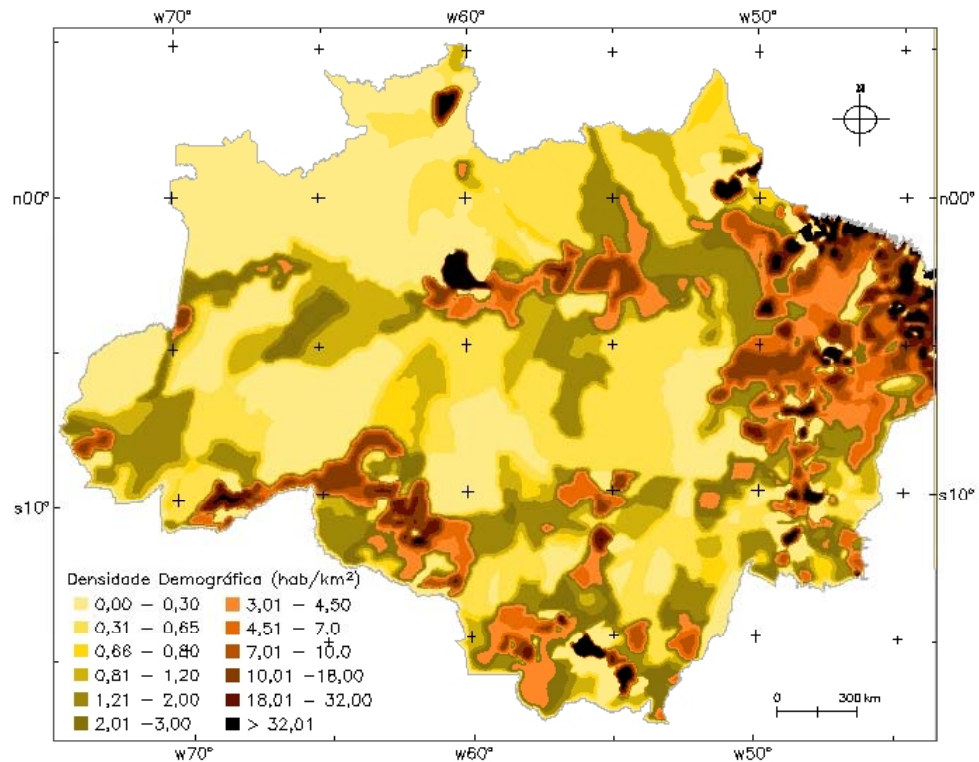 w70° w60° w50°
N
n00° n00°
s10° s10°
Densidade Demográfica (hab/km²)
0,00 – 0,30 3,01 – 4,50
0,31 – 0,65 4,51 – 7,0
0,66 – 0,80 7,01 – 10,0
0,81 – 1,20 10,01 –18,00
1,21 – 2,00 18,01 – 32,00
2,01 –3,00 > 32,01
0 300 km
w70° w60° w50°